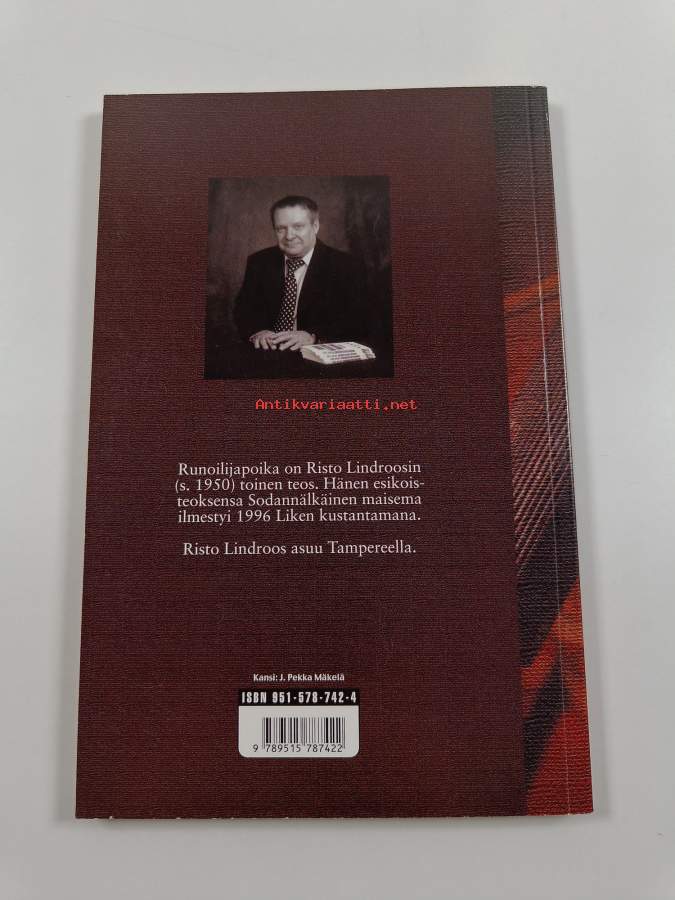 Antikvariaatti.net
Runoilijapoika on Risto Lindroosin
(s. 1950) toinen teos. Hänen esikois-
teoksensa Sodannälkäinen maisema
ilmestyi 1996 Liken kustantamana.
Risto Lindroos asuu Tampereella.
Kansi: J. Pekka Mäkelä
ISBN 951-578-742-4
9 789515 787422